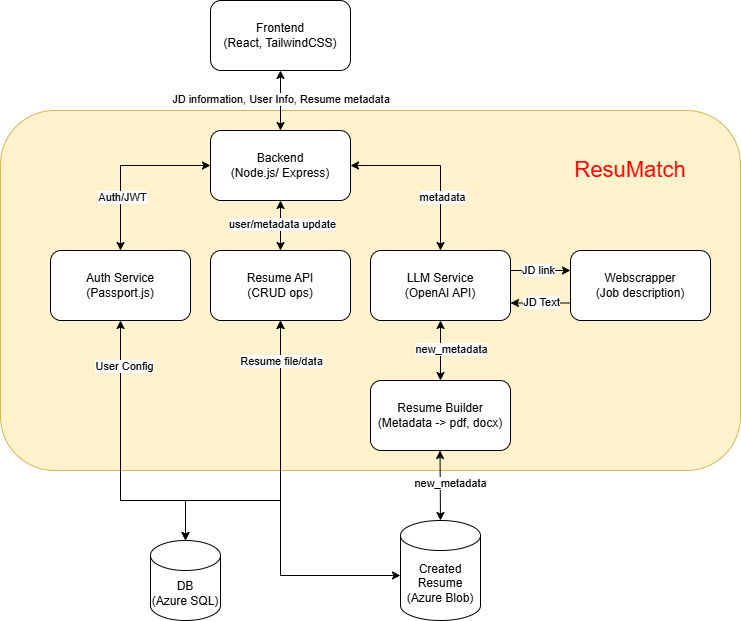 Frontend
(React, TailwindCSS)
JD information, User Info, Resume metadata
Backend
(Node.js/ Express)
ResuMatch
Auth/JWT
metadata
user/metadata update
Auth Service
(Passport.js)
Resume API
(CRUD ops)
LLM Service
(OpenAI API)
JD link
JD Text
Webscrapper
(Job description)
new_metadata
User Config
Resume file/data
Resume Builder
(Metadata -> pdf, docx)
new_metadata
DB
(Azure SQL)
Created
Resume
(Azure Blob)